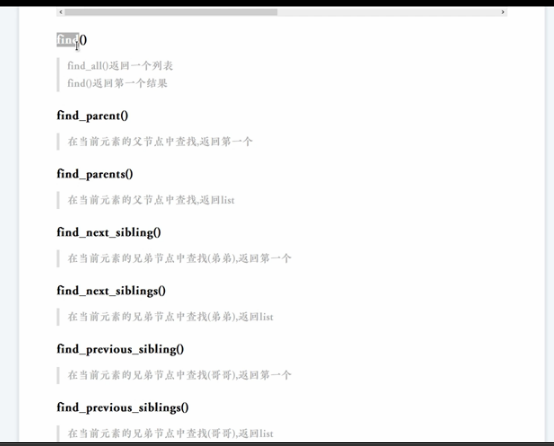 find()
find_all()返回一个列表
find()返回第一个结果
find_parent()
在当前元素的父节点中查找,返回第一个
find_parents()
在当前元素的父节点中查找,返回list
find_next_sibling()
在当前元素的兄弟节点中查找(弟弟),返回第一个
find_next_siblings()
在当前元素的兄弟节点中查找(弟弟),返回list
find_previous_sibling()
在当前元素的兄弟节点中查找(哥哥),返回第一个
find_previous_siblings()
在当前元素的兄弟节点中查找(哥哥),返回list